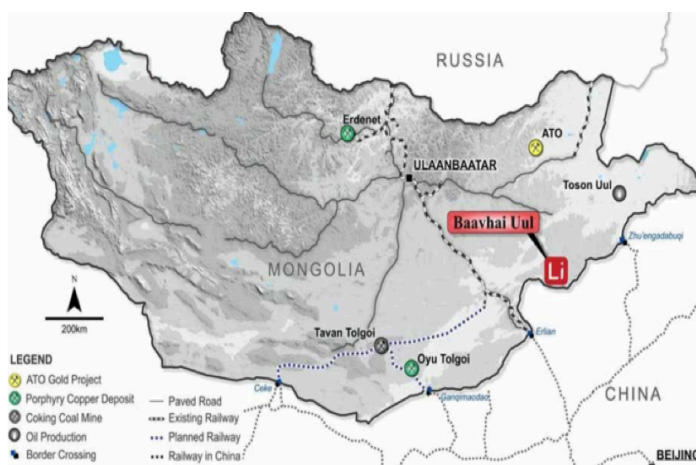 RUSSIA
Erdenet
ATO
ULAANBAATAR
Toson Uul
Baavhai Uul
Zhu'engadabuqi
Li
MONGOLIA
N
200km
Tavan Tolgoi
Erlian
Oyu Tolgoi
Ceke
Ganqimaodao
CHINA
BEIJING
LEGEND
ATO Gold Project
Porphyry Copper Deposit
Coking Coal Mine
Oil Production
Border Crossing
Paved Road
Existing Railway
Planned Railway
Railway in China